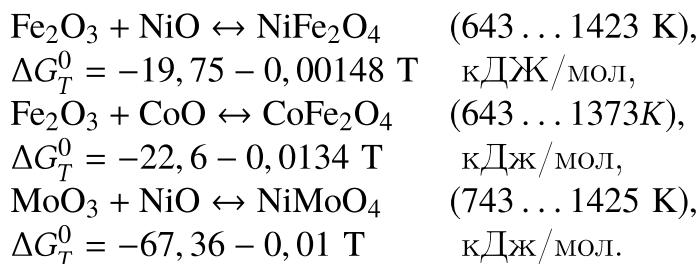 Fe₂O₃ + NiO ↔ NiFe₂O₄ (643 … 1423 K),
ΔG⁰_T = −19, 75 − 0, 00148 T кДЖ/мол,
Fe₂O₃ + CoO ↔ CoFe₂O₄ (643 … 1373K),
ΔG⁰_T = −22, 6 − 0, 0134 T кДж/мол,
MoO₃ + NiO ↔ NiMoO₄ (743 … 1425 K),
ΔG⁰_T = −67, 36 − 0, 01 T кДж/мол.